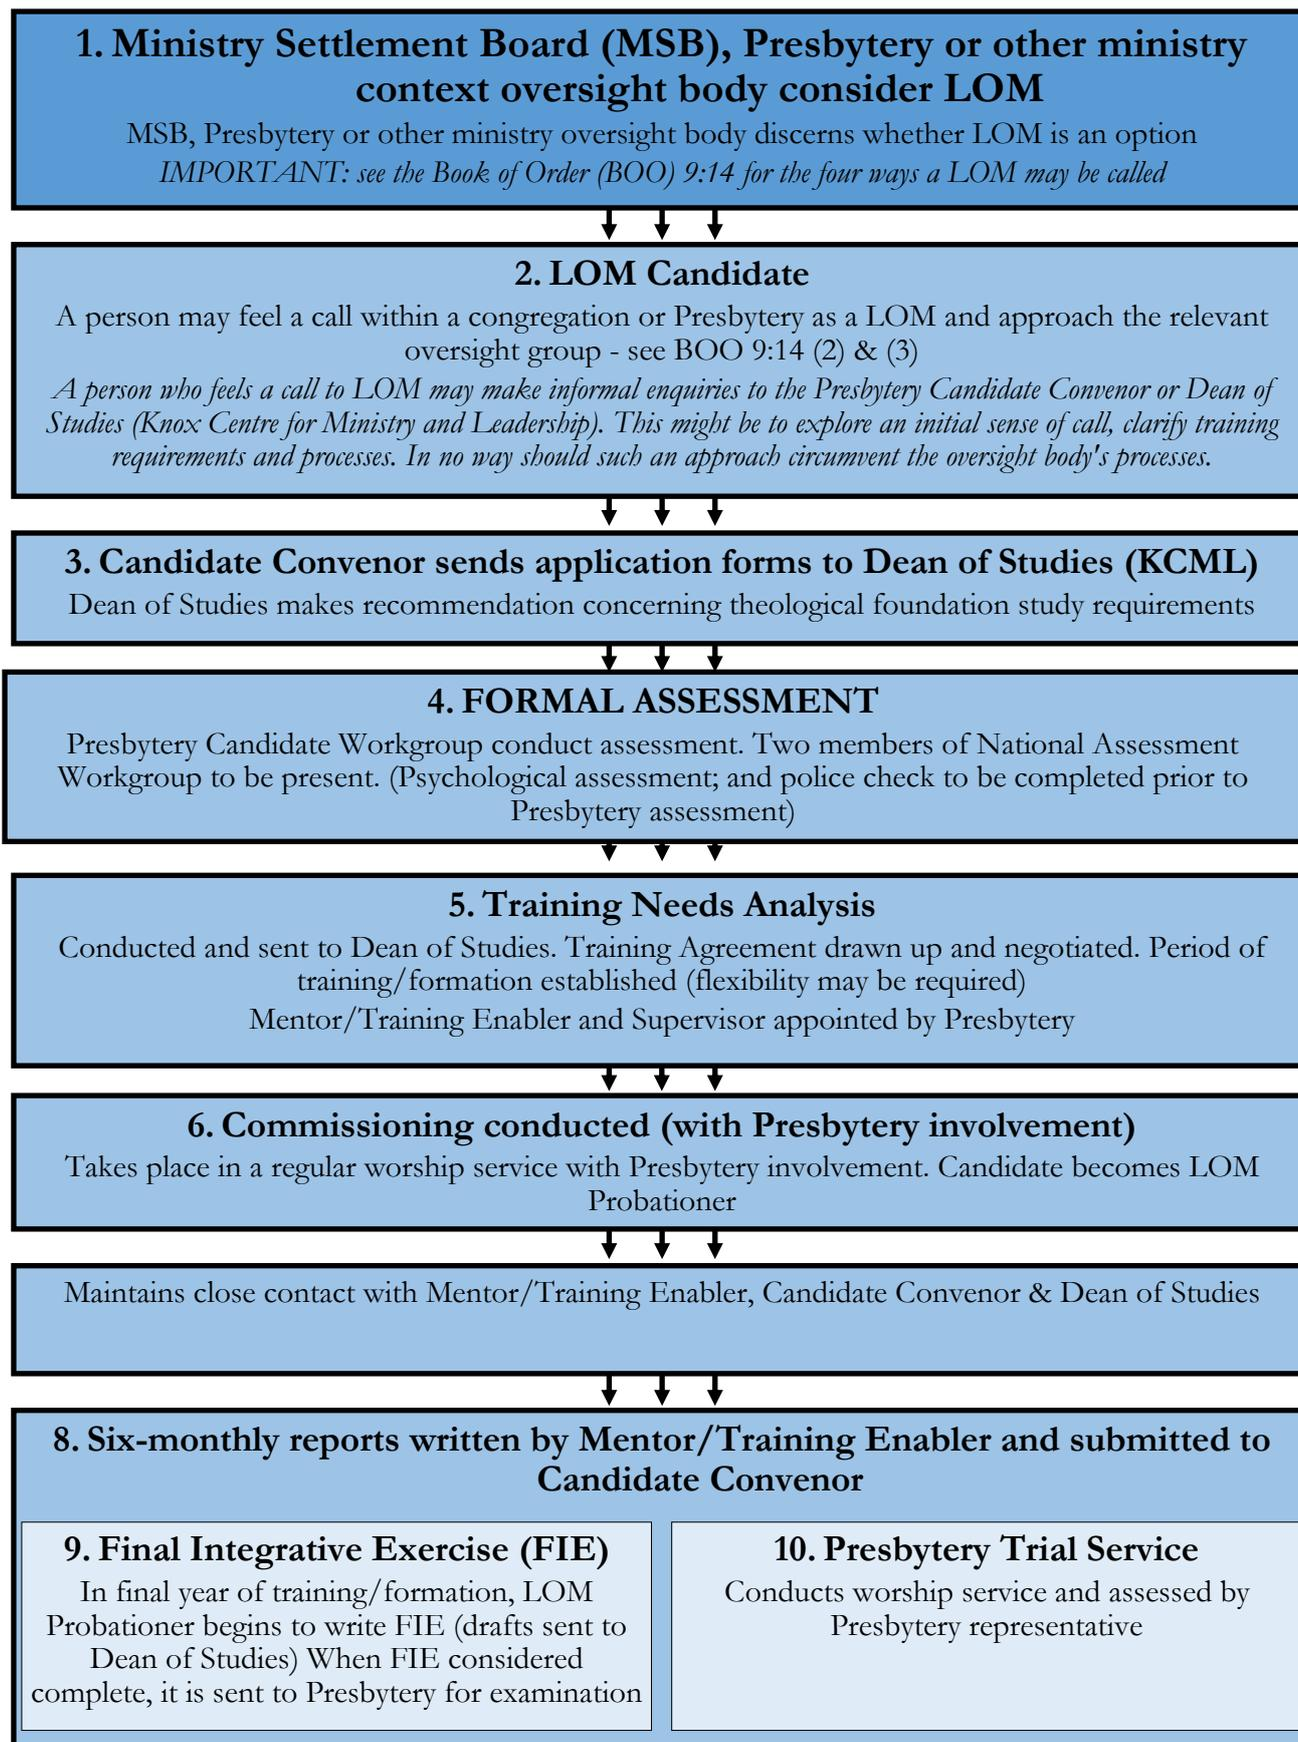 1. Ministry Settlement Board (MSB), Presbytery or other ministry
context oversight body consider LOM
MSB, Presbytery or other ministry oversight body discerns whether LOM is an option
IMPORTANT: see the Book of Order (BOO) 9:14 for the four ways a LOM may be called
2. LOM Candidate
A person may feel a call within a congregation or Presbytery as a LOM and approach the relevant
oversight group - see BOO 9:14 (2) & (3)
A person who feels a call to LOM may make informal enquiries to the Presbytery Candidate Convenor or Dean of
Studies (Knox Centre for Ministry and Leadership). This might be to explore an initial sense of call, clarify training
requirements and processes. In no way should such an approach circumvent the oversight body's processes.
3. Candidate Convenor sends application forms to Dean of Studies (KCML)
Dean of Studies makes recommendation concerning theological foundation study requirements
4. FORMAL ASSESSMENT
Presbytery Candidate Workgroup conduct assessment. Two members of National Assessment
Workgroup to be present. (Psychological assessment; and police check to be completed prior to
Presbytery assessment)
5. Training Needs Analysis
Conducted and sent to Dean of Studies. Training Agreement drawn up and negotiated. Period of
training/formation established (flexibility may be required)
Mentor/Training Enabler and Supervisor appointed by Presbytery
6. Commissioning conducted (with Presbytery involvement)
Takes place in a regular worship service with Presbytery involvement. Candidate becomes LOM
Probationer
Maintains close contact with Mentor/Training Enabler, Candidate Convenor & Dean of Studies
8. Six-monthly reports written by Mentor/Training Enabler and submitted to
Candidate Convenor
9. Final Integrative Exercise (FIE)
In final year of training/formation, LOM
Probationer begins to write FIE (drafts sent to
Dean of Studies) When FIE considered
complete, it is sent to Presbytery for examination
10. Presbytery Trial Service
Conducts worship service and assessed by
Presbytery representative